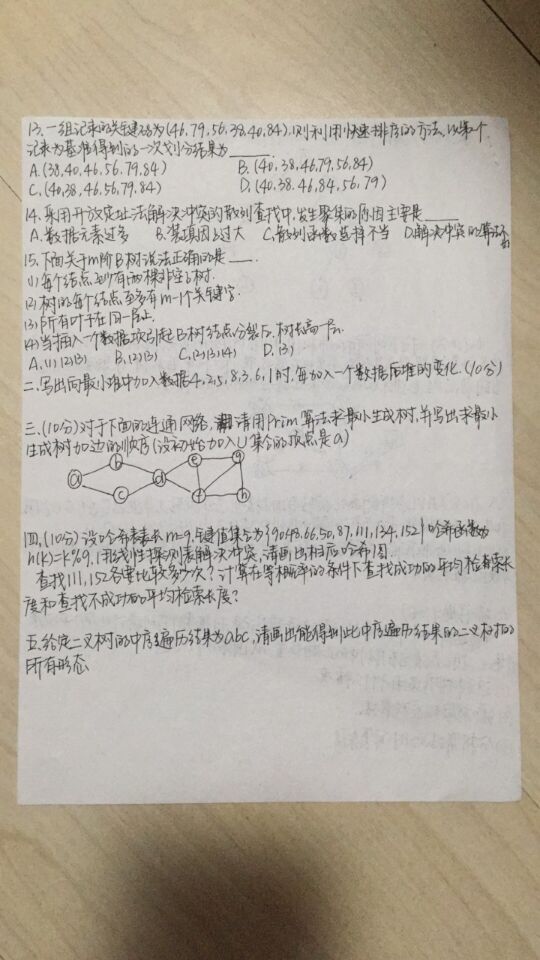 13、一组记录的关键码为(46,79,56,38,40,84),则利用快速排序的方法,以第一个
记录为基准得到的一次划分结果为____.
A.(38,40,46,56,79,84) B.(40,38,46,79,56,84)
C.(40,38,46,56,79,84) D.(40,38,46,84,56,79)
14、采用开放定址法解决冲突的散列查找中,发生聚集的原因主要是____
A、数据元素过多 B、装填因子过大 C、散列函数选择不当 D、解决冲突的算法不
15、下面关于m阶B树说法正确的是____.
(1)每个结点至少有两棵非空子树.
(2)树的每个结点至多有m-1个关键字.
(3)所有叶子在同一层上.
(4)当插入一个数据项引起B树结点分裂后,树长高一层.
A、(1)(2)(3) B、(2)(3) C、(2)(3)(4) D、(3)
二、写出向最小堆中加入数据4,2,5,8,3,6,1时,每加入一个数据后堆的变化.(10分)
三、(10分)对于下面的连通网络,请用Prim算法求最小生成树,并写出求最小
生成树加边的顺序(设初始加入U集合的顶点是a)
a b c d e f g h
四、(10分)设哈希表表长m=9,关键值集合为{9048,66,50,87,111,134,152}哈希函数为
h(k)=k%9,用线性探测列表解决冲突,请画出相应哈希图.
查找111,152各要比较多少次?计算在等概率的条件下查找成功的平均检索长
度和查找不成功的平均检索长度?
五、给定二叉树的中序遍历结果为abc,请画出能得到此中序遍历结果的二叉树的
所有形态.